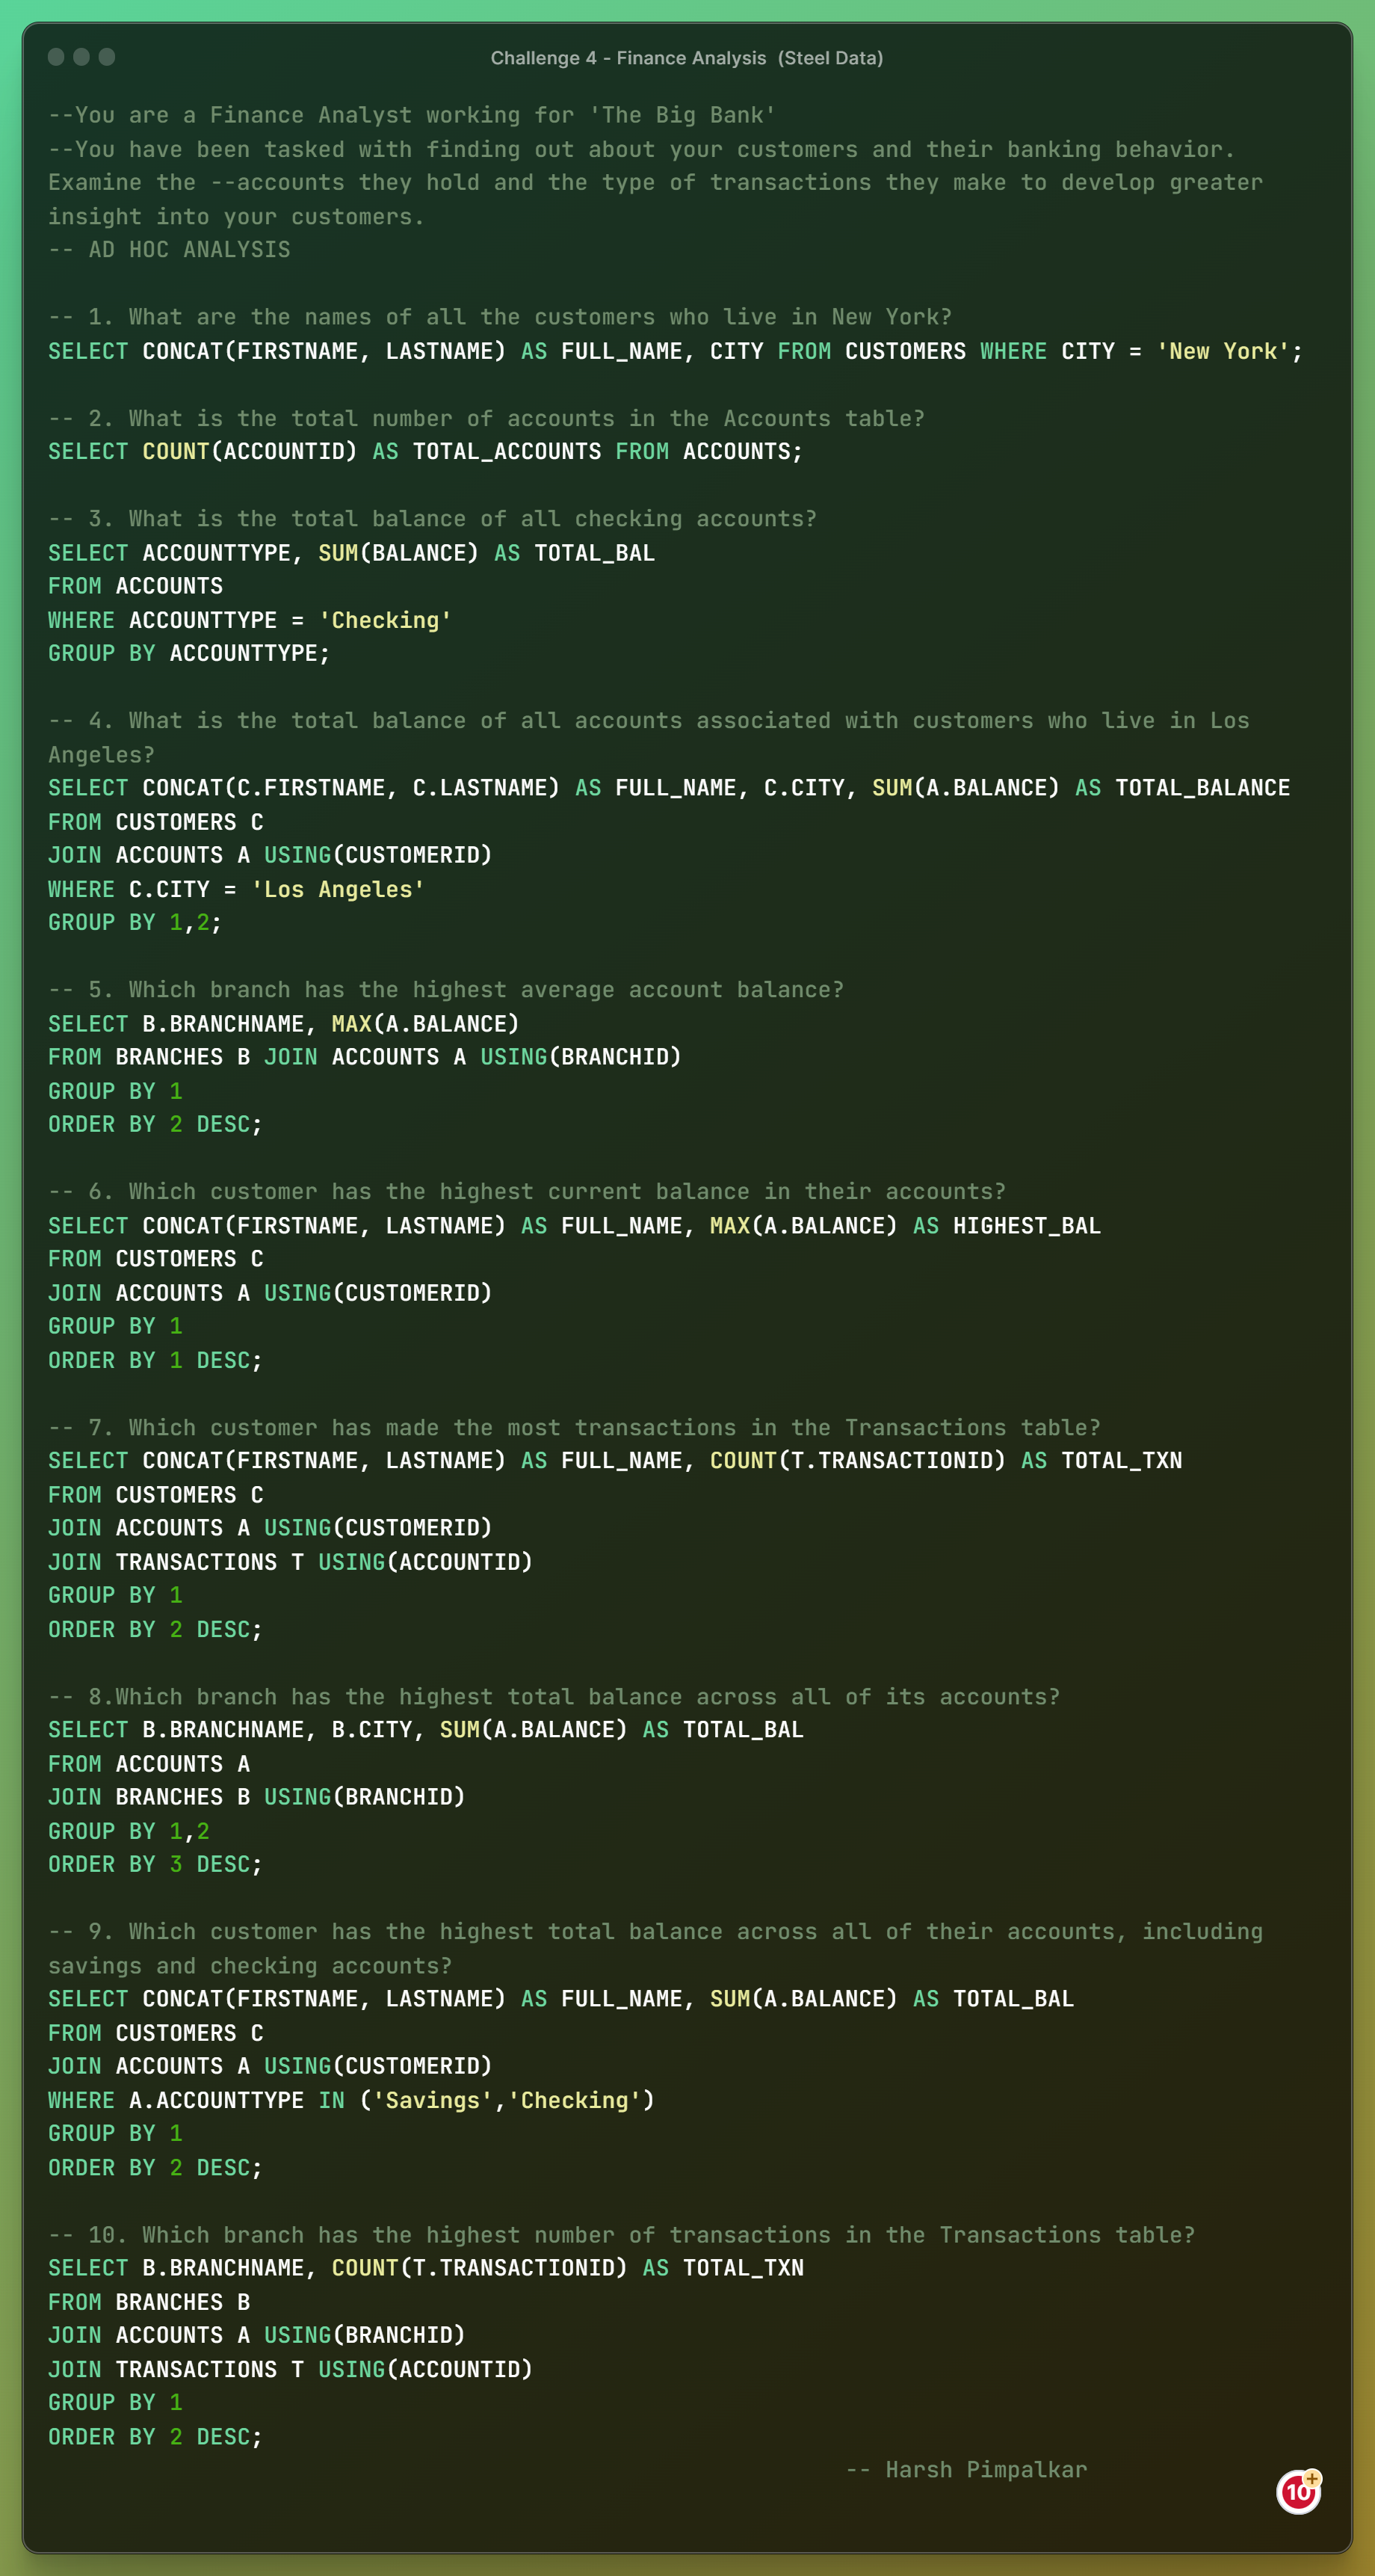 Challenge 4 - Finance Analysis (Steel Data)
--You are a Finance Analyst working for 'The Big Bank'
--You have been tasked with finding out about your customers and their banking behavior.
Examine the --accounts they hold and the type of transactions they make to develop greater
insight into your customers.
-- AD HOC ANALYSIS
-- 1. What are the names of all the customers who live in New York?
SELECT CONCAT(FIRSTNAME, LASTNAME) AS FULL_NAME, CITY FROM CUSTOMERS WHERE CITY = 'New York';
-- 2. What is the total number of accounts in the Accounts table?
SELECT COUNT(ACCOUNTID) AS TOTAL_ACCOUNTS FROM ACCOUNTS;
-- 3. What is the total balance of all checking accounts?
SELECT ACCOUNTTYPE, SUM(BALANCE) AS TOTAL_BAL
FROM ACCOUNTS
WHERE ACCOUNTTYPE = 'Checking'
GROUP BY ACCOUNTTYPE;
-- 4. What is the total balance of all accounts associated with customers who live in Los
Angeles?
SELECT CONCAT(C.FIRSTNAME, C.LASTNAME) AS FULL_NAME, C.CITY, SUM(A.BALANCE) AS TOTAL_BALANCE
FROM CUSTOMERS C
JOIN ACCOUNTS A USING(CUSTOMERID)
WHERE C.CITY = 'Los Angeles'
GROUP BY 1,2;
-- 5. Which branch has the highest average account balance?
SELECT B.BRANCHNAME, MAX(A.BALANCE)
FROM BRANCHES B JOIN ACCOUNTS A USING(BRANCHID)
GROUP BY 1
ORDER BY 2 DESC;
-- 6. Which customer has the highest current balance in their accounts?
SELECT CONCAT(FIRSTNAME, LASTNAME) AS FULL_NAME, MAX(A.BALANCE) AS HIGHEST_BAL
FROM CUSTOMERS C
JOIN ACCOUNTS A USING(CUSTOMERID)
GROUP BY 1
ORDER BY 1 DESC;
-- 7. Which customer has made the most transactions in the Transactions table?
SELECT CONCAT(FIRSTNAME, LASTNAME) AS FULL_NAME, COUNT(T.TRANSACTIONID) AS TOTAL_TXN
FROM CUSTOMERS C
JOIN ACCOUNTS A USING(CUSTOMERID)
JOIN TRANSACTIONS T USING(ACCOUNTID)
GROUP BY 1
ORDER BY 2 DESC;
-- 8.Which branch has the highest total balance across all of its accounts?
SELECT B.BRANCHNAME, B.CITY, SUM(A.BALANCE) AS TOTAL_BAL
FROM ACCOUNTS A
JOIN BRANCHES B USING(BRANCHID)
GROUP BY 1,2
ORDER BY 3 DESC;
-- 9. Which customer has the highest total balance across all of their accounts, including
savings and checking accounts?
SELECT CONCAT(FIRSTNAME, LASTNAME) AS FULL_NAME, SUM(A.BALANCE) AS TOTAL_BAL
FROM CUSTOMERS C
JOIN ACCOUNTS A USING(CUSTOMERID)
WHERE A.ACCOUNTTYPE IN ('Savings','Checking')
GROUP BY 1
ORDER BY 2 DESC;
-- 10. Which branch has the highest number of transactions in the Transactions table?
SELECT B.BRANCHNAME, COUNT(T.TRANSACTIONID) AS TOTAL_TXN
FROM BRANCHES B
JOIN ACCOUNTS A USING(BRANCHID)
JOIN TRANSACTIONS T USING(ACCOUNTID)
GROUP BY 1
ORDER BY 2 DESC;
-- Harsh Pimpalkar
10+